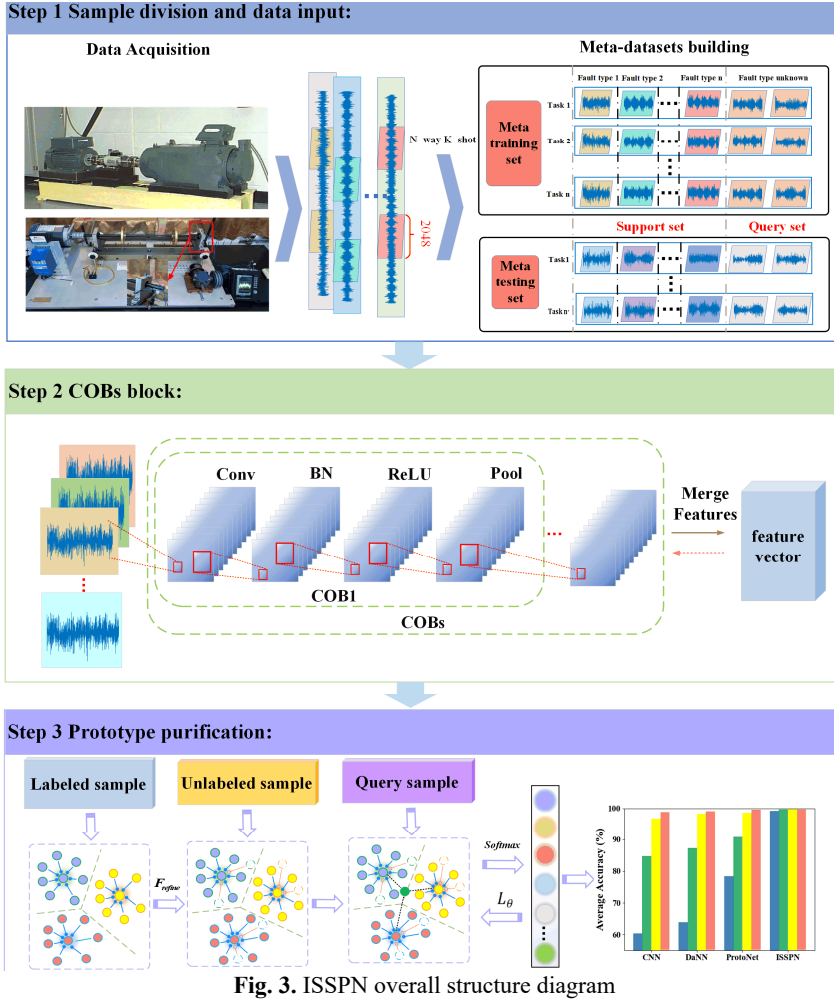 Step 1 Sample division and data input:
Data Acquisition
Meta-datasets building
N way K shot
2048
Fault type 1 Fault type 2 Fault type n Fault type unknown
Meta training set
Task 1
Task 2
Task n
Support set Query set
Meta testing set
Task1
Task n'
Step 2 COBs block:
Conv BN ReLU Pool
COB1
COBs
Merge Features
feature vector
Step 3 Prototype purification:
Labeled sample Unlabeled sample Query sample
F_refine
Softmax
L_θ
Average Accuracy (%)
100
90
80
70
60
CNN DaNN ProtoNet ISSPN
Fig. 3. ISSPN overall structure diagram